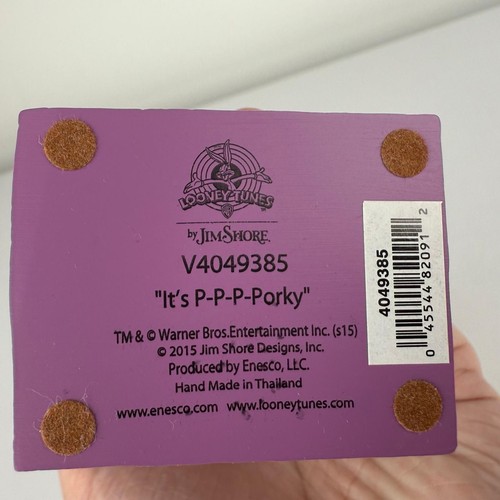 LOONEY TUNES
by JIM SHORE.
V4049385
"It's P-P-P-Porky"
TM & © Warner Bros.Entertainment Inc. (s15)
© 2015 Jim Shore Designs, Inc.
Produced by Enesco, LLC.
Hand Made in Thailand
www.enesco.com www.looneytunes.com
4049385
0 45544 82091 2